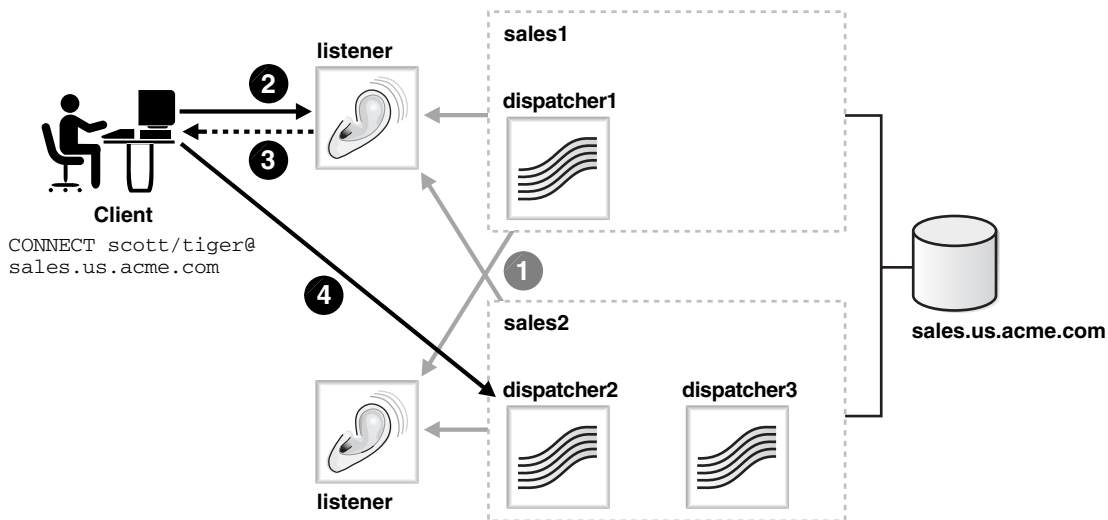 sales1
listener
2
dispatcher1
3
Client
CONNECT scott/tiger@
sales.us.acme.com
1
4
sales2
sales.us.acme.com
dispatcher2
dispatcher3
listener